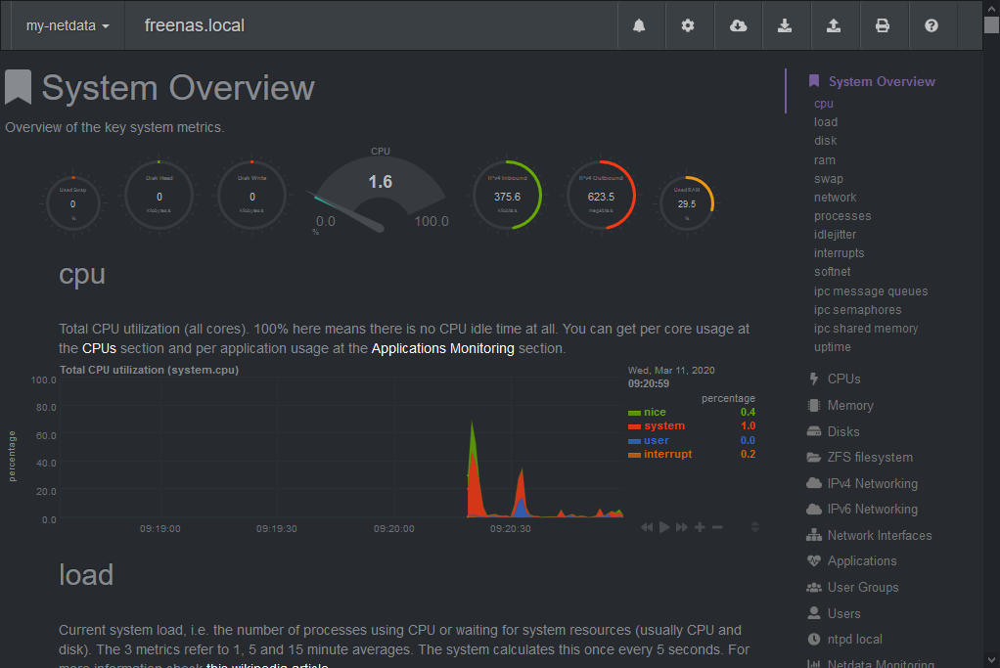 my-netdata
freenas.local
System Overview
Overview of the key system metrics.
Used Swap
0
%
Disk Read
0
kilobytes/s
Disk Write
0
kilobytes/s
CPU
1.6
0.0
100.0
%
IPv4 Inbound
375.6
kilobits/s
IPv4 Outbound
623.5
megabits/s
Used RAM
29.5
%
cpu
Total CPU utilization (all cores). 100% here means there is no CPU idle time at all. You can get per core usage at
the CPUs section and per application usage at the Applications Monitoring section.
Total CPU utilization (system.cpu)
percentage
100.0
80.0
60.0
40.0
20.0
0.0
09:19:00
09:19:30
09:20:00
09:20:30
Wed, Mar 11, 2020
09:20:59
percentage
nice 0.4
system 1.0
user 0.0
interrupt 0.2
load
Current system load, i.e. the number of processes using CPU or waiting for system resources (usually CPU and
disk). The 3 metrics refer to 1, 5 and 15 minute averages. The system calculates this once every 5 seconds. For
more information check this wikipedia article
System Overview
cpu
load
disk
ram
swap
network
processes
idlejitter
interrupts
softnet
ipc message queues
ipc semaphores
ipc shared memory
uptime
CPUs
Memory
Disks
ZFS filesystem
IPv4 Networking
IPv6 Networking
Network Interfaces
Applications
User Groups
Users
ntpd local
Netdata Monitoring